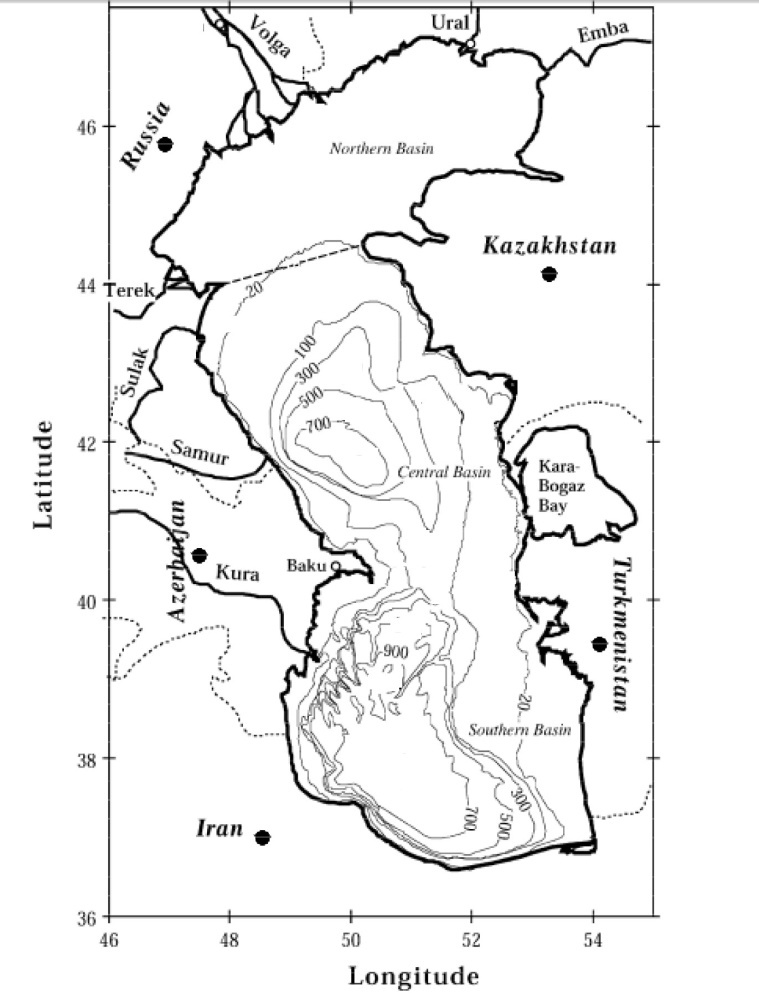 Volga
Ural
Emba
46
Russia
Northern Basin
Kazakhstan
44
Terek
20
100
300
500
700
Sulak
42
Samur
Central Basin
Kara-
Bogaz
Bay
Latitude
Azerbaijan
Baku
Kura
Turkmenistan
40
900
20
Southern Basin
38
300
500
700
Iran
36
46
48
50
52
54
Longitude